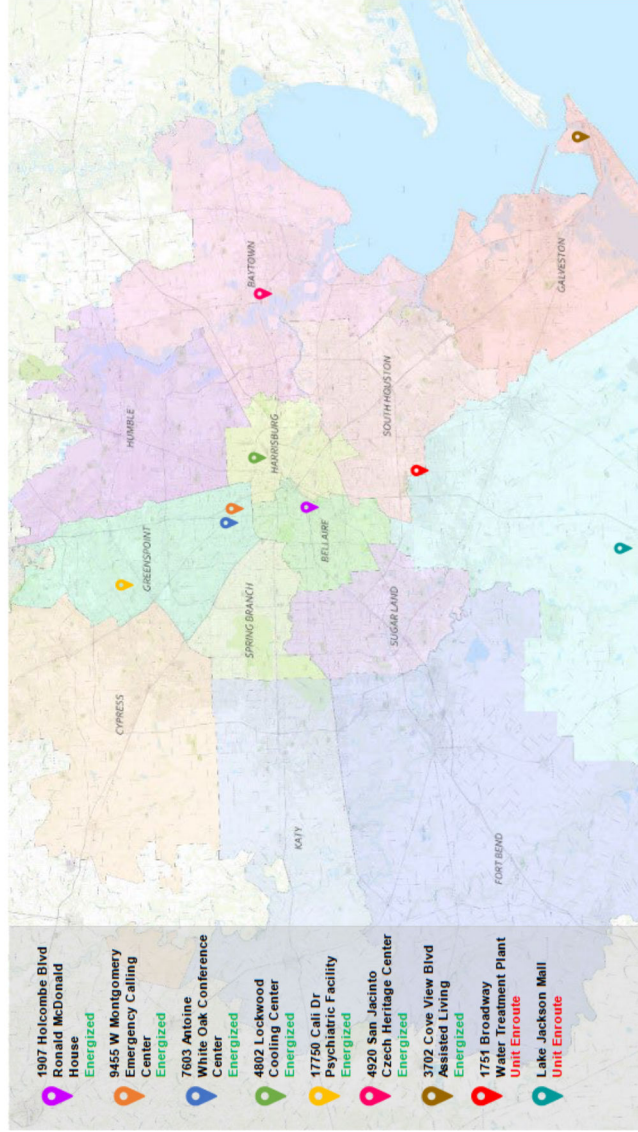 1907 Holcombe Blvd
Ronald McDonald
House
Energized
9455 W Montgomery
Emergency Calling
Center
Energized
7603 Antoine
White Oak Conference
Center
Energized
4802 Lockwood
Cooling Center
Energized
17750 Cali Dr
Psychiatric Facility
Energized
4920 San Jacinto
Czech Heritage Center
Energized
3702 Cove View Blvd
Assisted Living
Energized
1751 Broadway
Water Treatment Plant
Unit Enroute
Lake Jackson Mall
Unit Enroute
CYPRESS
GREENSPOINT
HUMBLE
BAYTOWN
KATY
SPRING BRANCH
HARRISBURG
BELLAIRE
SUGAR LAND
SOUTH HOUSTON
FORT BEND
GALVESTON